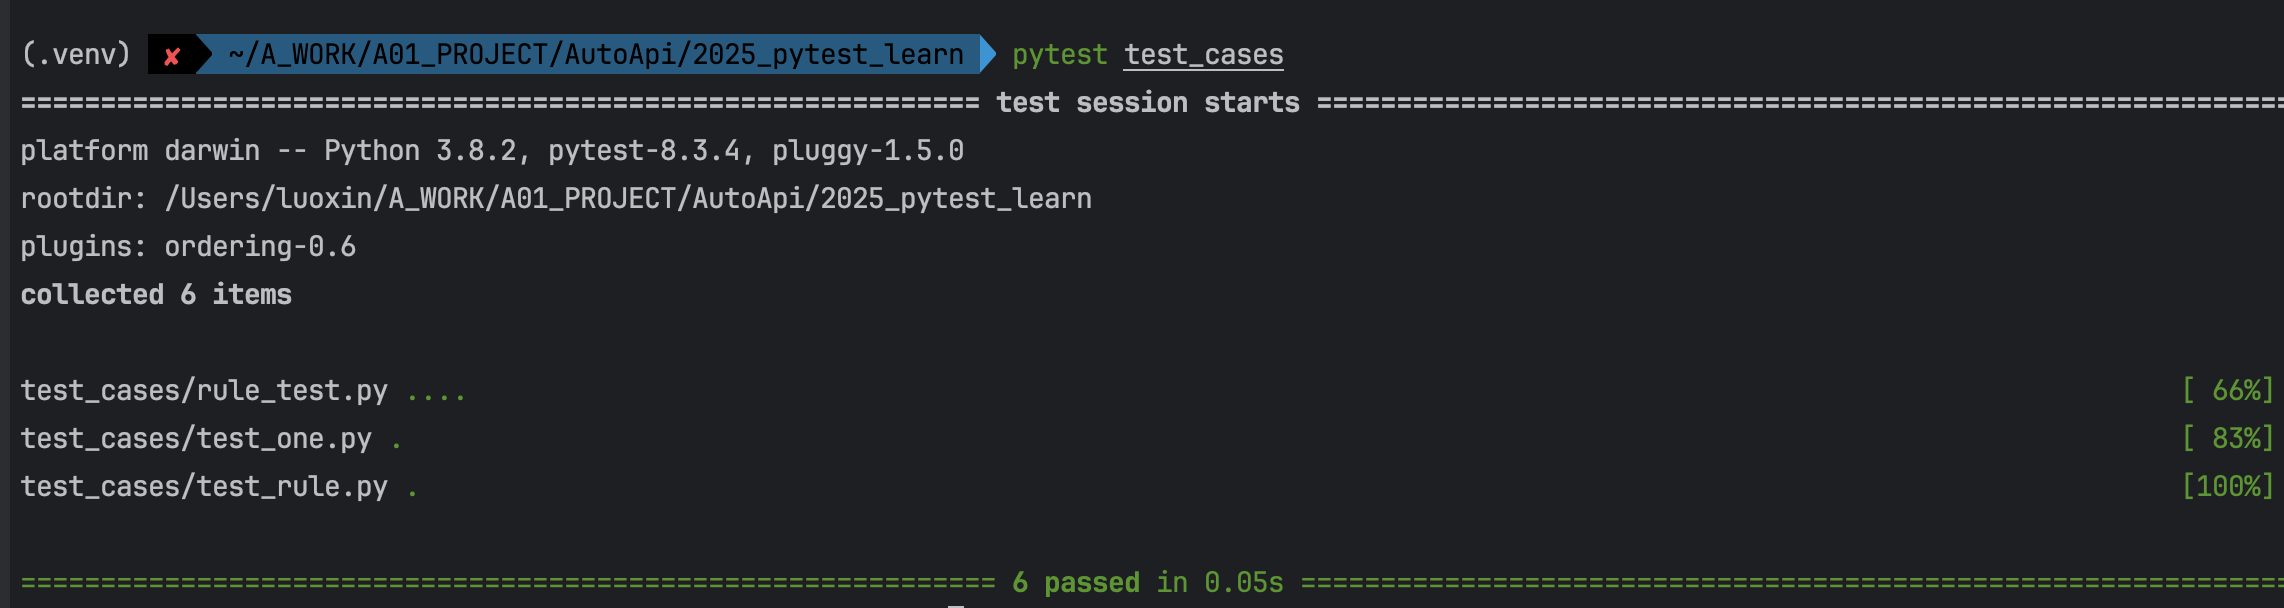 (.venv) ✘ ~/A_WORK/A01_PROJECT/AutoApi/2025_pytest_learn pytest test_cases
============================================================ test session starts =============================================================
platform darwin -- Python 3.8.2, pytest-8.3.4, pluggy-1.5.0
rootdir: /Users/luoxin/A_WORK/A01_PROJECT/AutoApi/2025_pytest_learn
plugins: ordering-0.6
collected 6 items
test_cases/rule_test.py .... [ 66%]
test_cases/test_one.py . [ 83%]
test_cases/test_rule.py . [100%]
============================================================= 6 passed in 0.05s ==============================================================